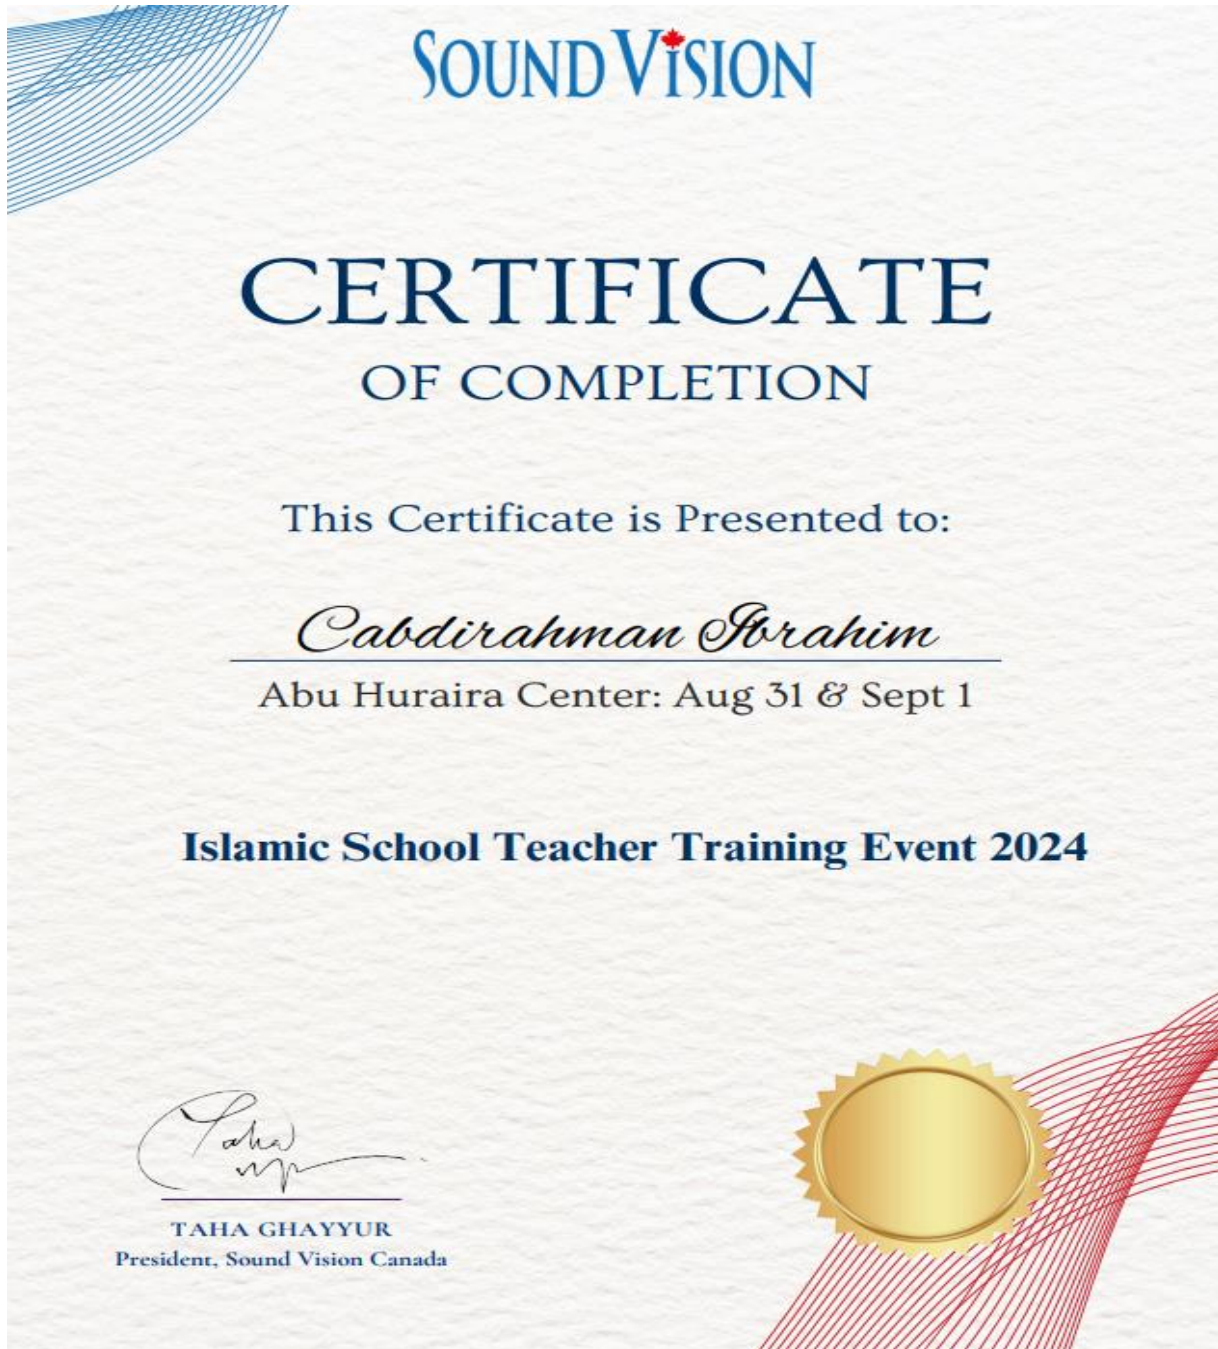 SOUND VISION
CERTIFICATE
OF COMPLETION
This Certificate is Presented to:
Cabdirahman Ibrahim
Abu Huraira Center: Aug 31 & Sept 1
Islamic School Teacher Training Event 2024
Taha
TAHA GHAYYUR
President, Sound Vision Canada